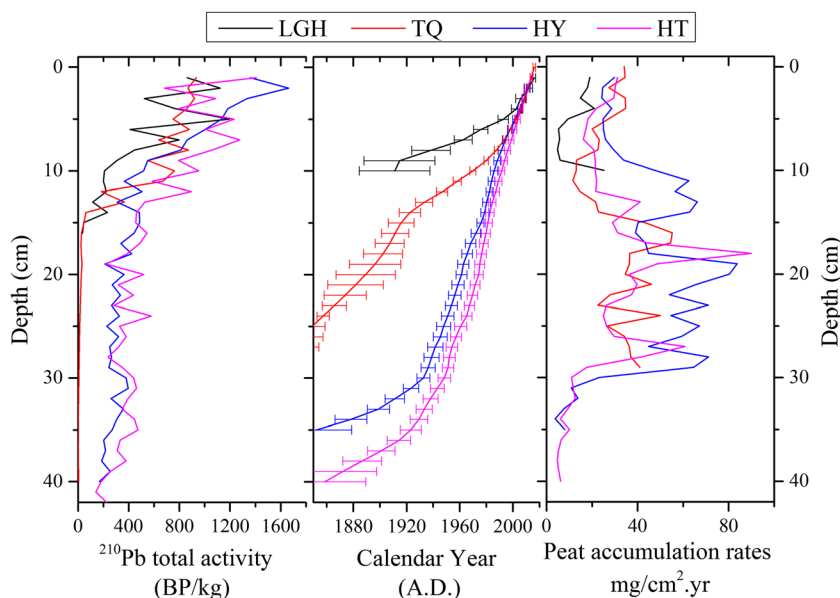 LGH TQ HY HT
0 0
10 10
20 20
30 30
40 40
Depth (cm)
Depth (cm)
0 400 800 1200 1600
1880 1920 1960 2000
0 40 80
²¹⁰Pb total activity
(BP/kg)
Calendar Year
(A.D.)
Peat accumulation rates
mg/cm².yr